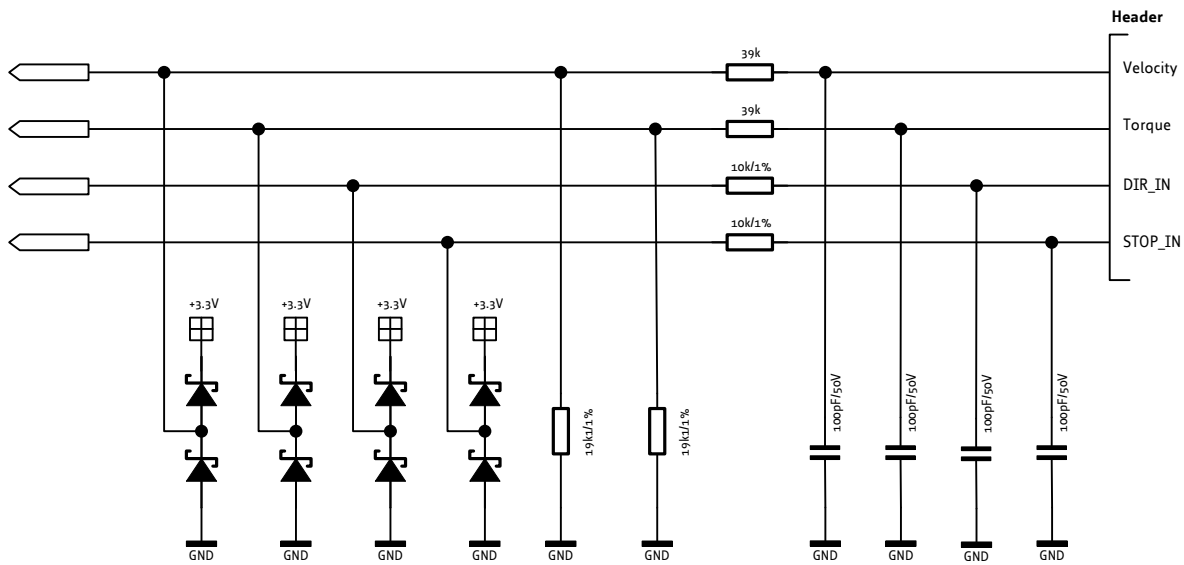 Header
39k
Velocity
39k
Torque
10k/1%
DIR_IN
10k/1%
STOP_IN
+3.3V
+3.3V
+3.3V
+3.3V
19k1/1%
19k1/1%
100pF/50V
100pF/50V
100pF/50V
100pF/50V
GND
GND
GND
GND
GND
GND
GND
GND
GND
GND